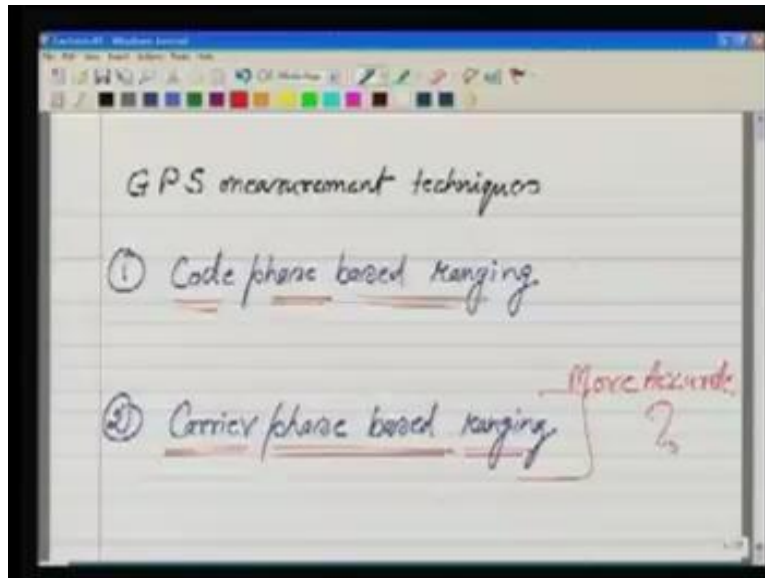 GPS measurement techniques
① Code phase based ranging
More Accurate
② Carrier phase based ranging
?